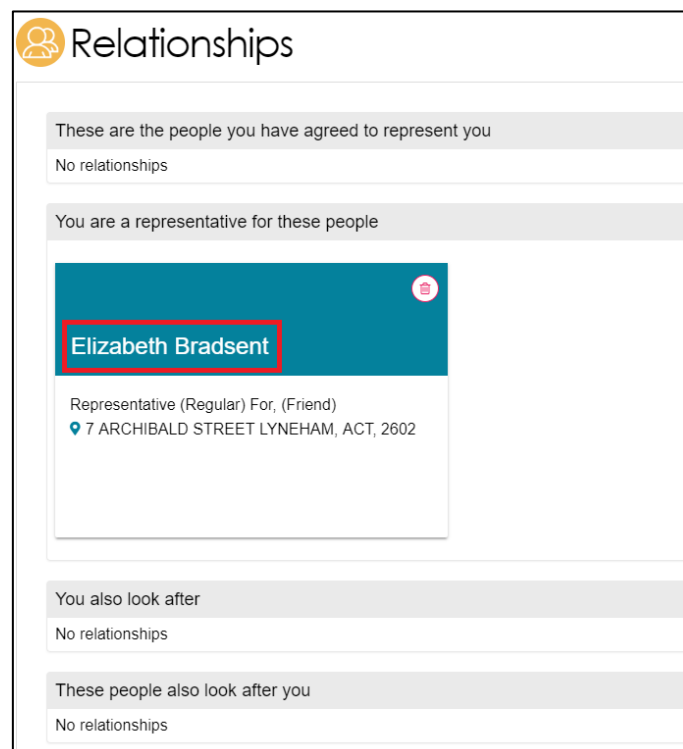 Relationships
These are the people you have agreed to represent you
No relationships
You are a representative for these people
Elizabeth Bradsent
Representative (Regular) For, (Friend)
7 ARCHIBALD STREET LYNEHAM, ACT, 2602
You also look after
No relationships
These people also look after you
No relationships